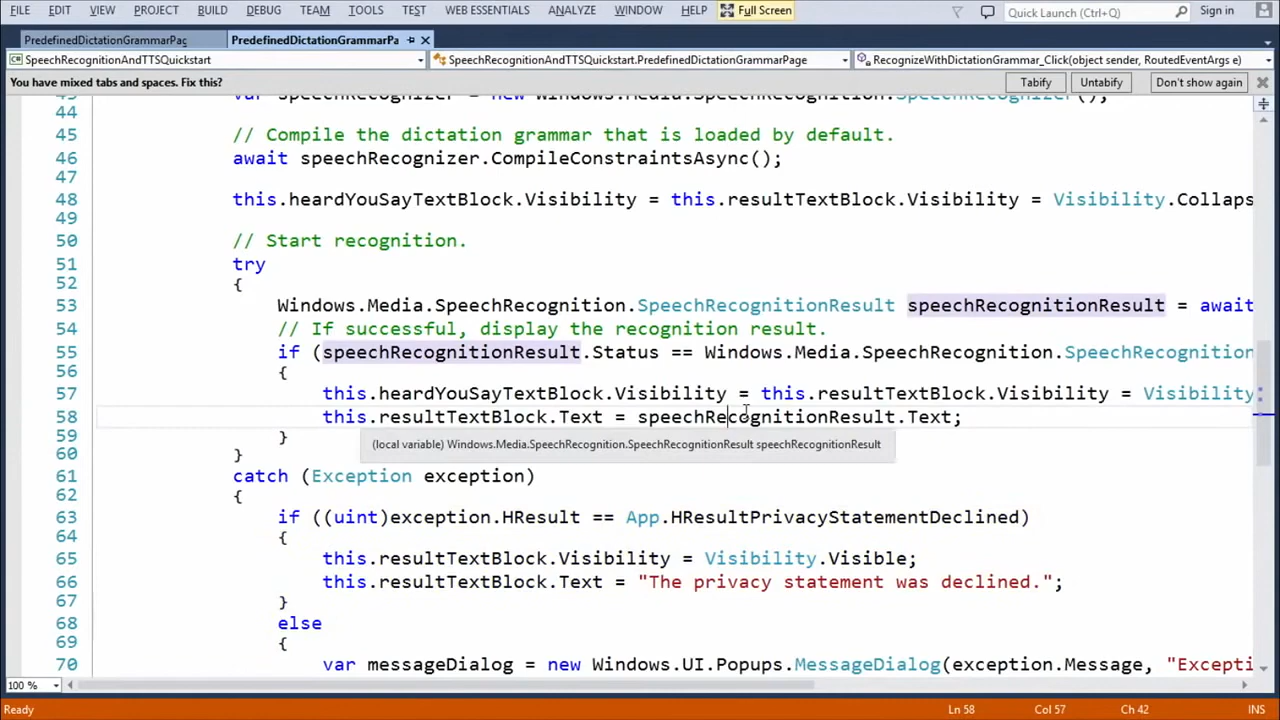 FILE EDIT VIEW PROJECT BUILD DEBUG TEAM TOOLS TEST WEB ESSENTIALS ANALYZE WINDOW HELP Full Screen Quick Launch (Ctrl+Q) Sign in
PredefinedDictationGrammarPag PredefinedDictationGrammarPa
SpeechRecognitionAndTTSQuickstart SpeechRecognitionAndTTSQuickstart.PredefinedDictationGrammarPage RecognizeWithDictationGrammar_Click(object sender, RoutedEventArgs e)
You have mixed tabs and spaces. Fix this? Tabify Untabify Don't show again
43 var speechRecognizer = new Windows.Media.SpeechRecognition.SpeechRecognizer();
44
45 // Compile the dictation grammar that is loaded by default.
46 await speechRecognizer.CompileConstraintsAsync();
47
48 this.heardYouSayTextBlock.Visibility = this.resultTextBlock.Visibility = Visibility.Collaps
49
50 // Start recognition.
51 try
52 {
53 Windows.Media.SpeechRecognition.SpeechRecognitionResult speechRecognitionResult = await
54 // If successful, display the recognition result.
55 if (speechRecognitionResult.Status == Windows.Media.SpeechRecognition.SpeechRecognition
56 {
57 this.heardYouSayTextBlock.Visibility = this.resultTextBlock.Visibility = Visibility
58 this.resultTextBlock.Text = speechRecognitionResult.Text;
59 }
(local variable) Windows.Media.SpeechRecognition.SpeechRecognitionResult speechRecognitionResult
60 }
61 catch (Exception exception)
62 {
63 if ((uint)exception.HResult == App.HResultPrivacyStatementDeclined)
64 {
65 this.resultTextBlock.Visibility = Visibility.Visible;
66 this.resultTextBlock.Text = "The privacy statement was declined.";
67 }
68 else
69 {
70 var messageDialog = new Windows.UI.Popups.MessageDialog(exception.Message, "Excepti
100 %
Ready Ln 58 Col 57 Ch 42 INS